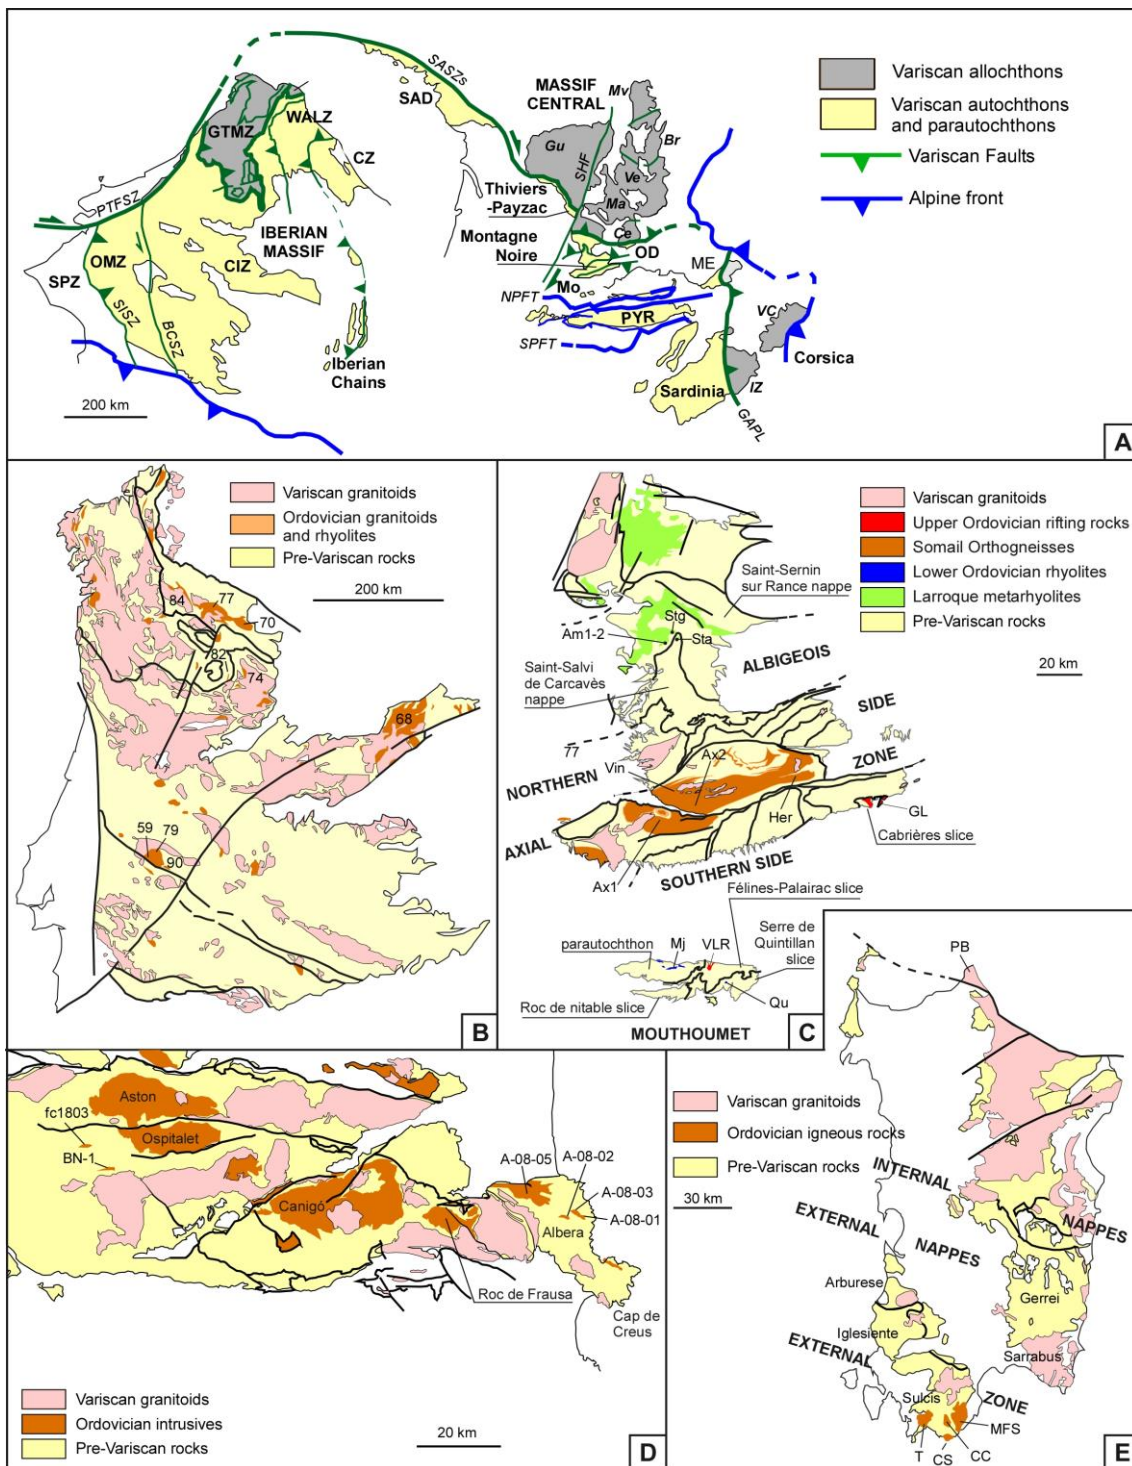 SASZs
SAD
MASSIF
CENTRAL
Mv
Variscan allochthons
Variscan autochthons
and parautochthons
Variscan Faults
Alpine front
GTMZ
WALZ
CZ
Gu
SHF
Br
Ve
Ma
Ce
Thiviers
-Payzac
Montagne
Noire
OD
Mo
PTFSZ
IBERIAN
MASSIF
OMZ
CIZ
SPZ
SISZ
BCSZ
Iberian
Chains
NPFT
PYR
SPFT
ME
VC
Corsica
Sardinia
IZ
GAPL
200 km
A
Variscan granitoids
Ordovician granitoids
and rhyolites
Pre-Variscan rocks
200 km
84
77
70
82
74
68
59
79
90
B
Variscan granitoids
Upper Ordovician rifting rocks
Somail Orthogneisses
Lower Ordovician rhyolites
Larroque metarhyolites
Pre-Variscan rocks
20 km
Saint-Sernin
sur Rance nappe
Stg
Am1-2
Sta
ALBIGEOIS
Saint-Salvi
de Carcavès
nappe
SIDE
77
Ax2
Vin
NORTHERN
ZONE
Her
GL
Cabrières slice
AXIAL
Ax1
SOUTHERN SIDE
Félines-Palairac slice
parautochthon
Mj
VLR
Serre de
Quintillan
slice
Roc de nitable slice
Qu
MOUTHOUMET
C
Aston
fc1803
Ospitalet
BN-1
Canigó
A-08-05
A-08-02
A-08-03
A-08-01
Albera
Roc de Frausa
Cap de
Creus
Variscan granitoids
Ordovician intrusives
Pre-Variscan rocks
20 km
D
PB
Variscan granitoids
Ordovician igneous rocks
Pre-Variscan rocks
30 km
INTERNAL
NAPPES
EXTERNAL
NAPPES
Arburese
Gerrei
Iglesiente
EXTERNAL
Sarrabus
Sulcis
ZONE
MFS
T
CS
CC
E